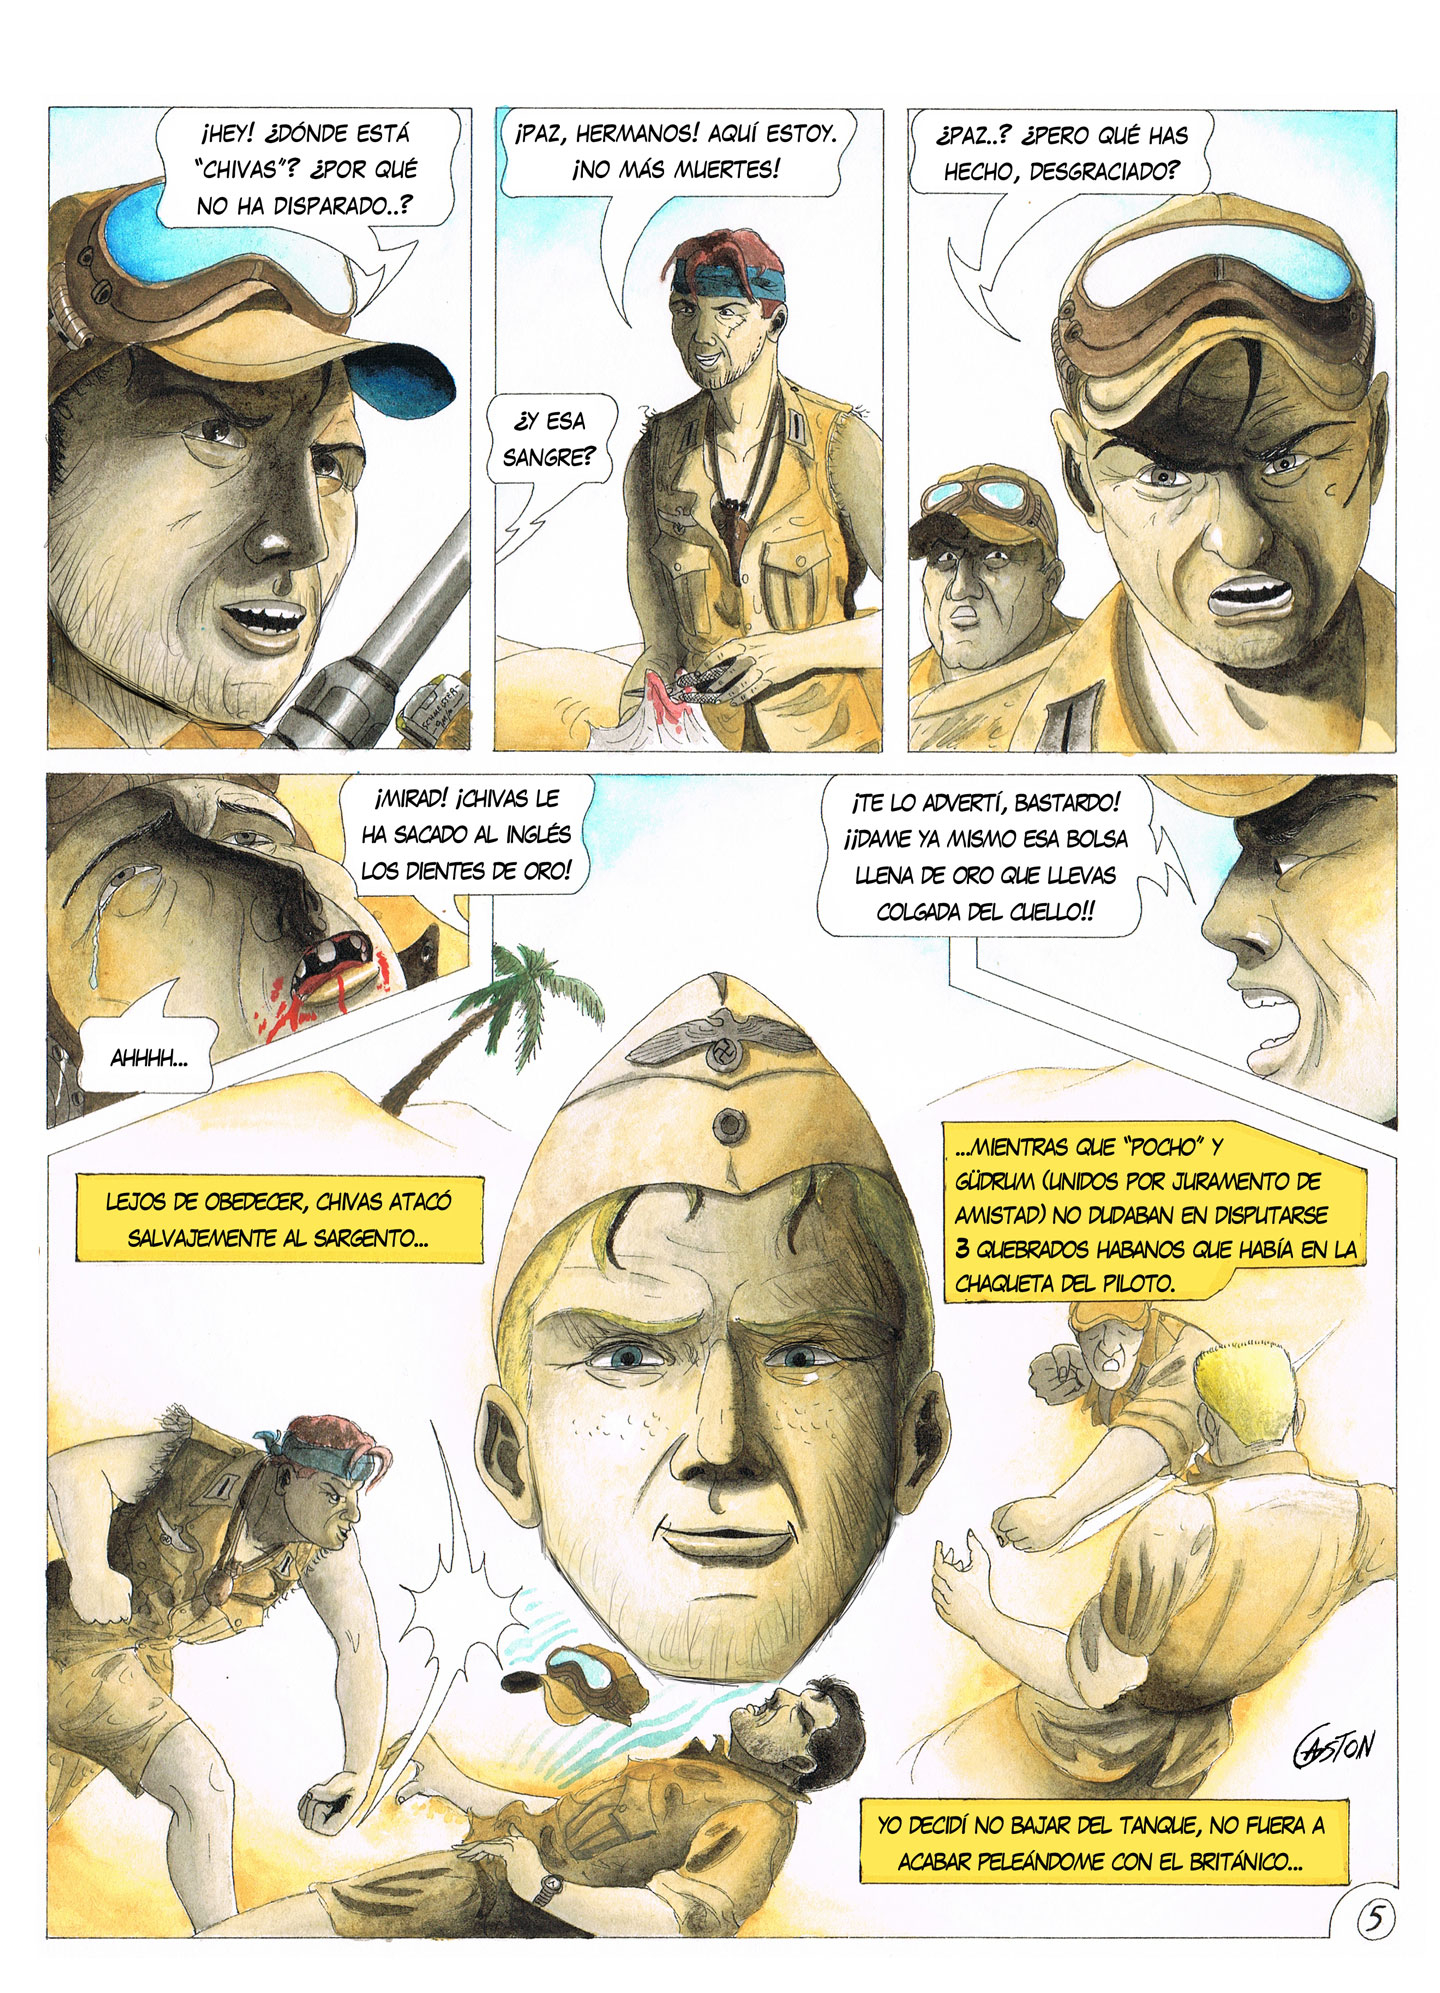 ¡HEY! ¿DÓNDE ESTÁ
"CHIVAS"? ¿POR QUÉ
NO HA DISPARADO..?
SCHMEISTER
9m/m
¡PAZ, HERMANOS! AQUÍ ESTOY.
¡NO MÁS MUERTES!
¿Y ESA
SANGRE?
¿PAZ..? ¿PERO QUÉ HAS
HECHO, DESGRACIADO?
¡MIRAD! ¡CHIVAS LE
HA SACADO AL INGLÉS
LOS DIENTES DE ORO!
AHHHH...
¡TE LO ADVERTÍ, BASTARDO!
¡¡DAME YA MISMO ESA BOLSA
LLENA DE ORO QUE LLEVAS
COLGADA DEL CUELLO!!
LEJOS DE OBEDECER, CHIVAS ATACÓ
SALVAJEMENTE AL SARGENTO...
...MIENTRAS QUE "POCHO" Y
GÜDRUM (UNIDOS POR JURAMENTO DE
AMISTAD) NO DUDABAN EN DISPUTARSE
3 QUEBRADOS HABANOS QUE HABÍA EN LA
CHAQUETA DEL PILOTO.
GASTON
YO DECIDÍ NO BAJAR DEL TANQUE, NO FUERA A
ACABAR PELEÁNDOME CON EL BRITÁNICO...
5